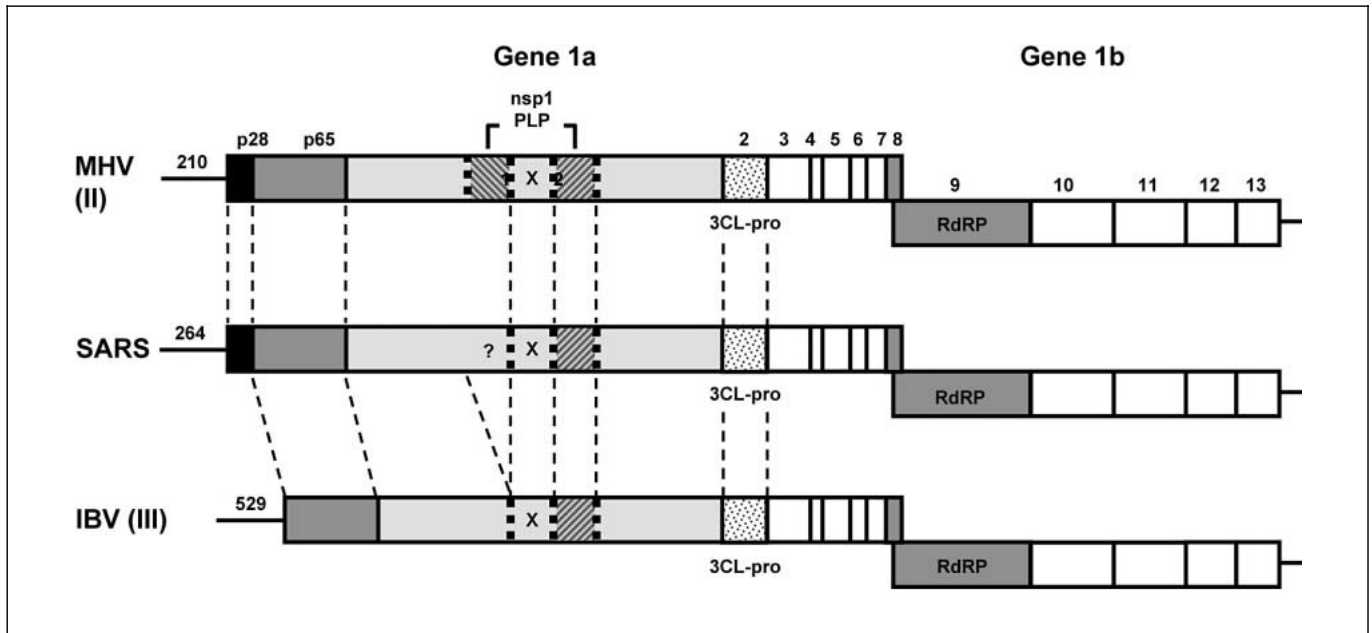 Gene 1a
Gene 1b
nsp1
PLP
p28
p65
2
3
4
5
6
7
8
MHV
(II)
210
1
X
2
9
10
11
12
13
3CL-pro
RdRP
SARS
264
?
X
3CL-pro
RdRP
IBV (III)
529
X
3CL-pro
RdRP